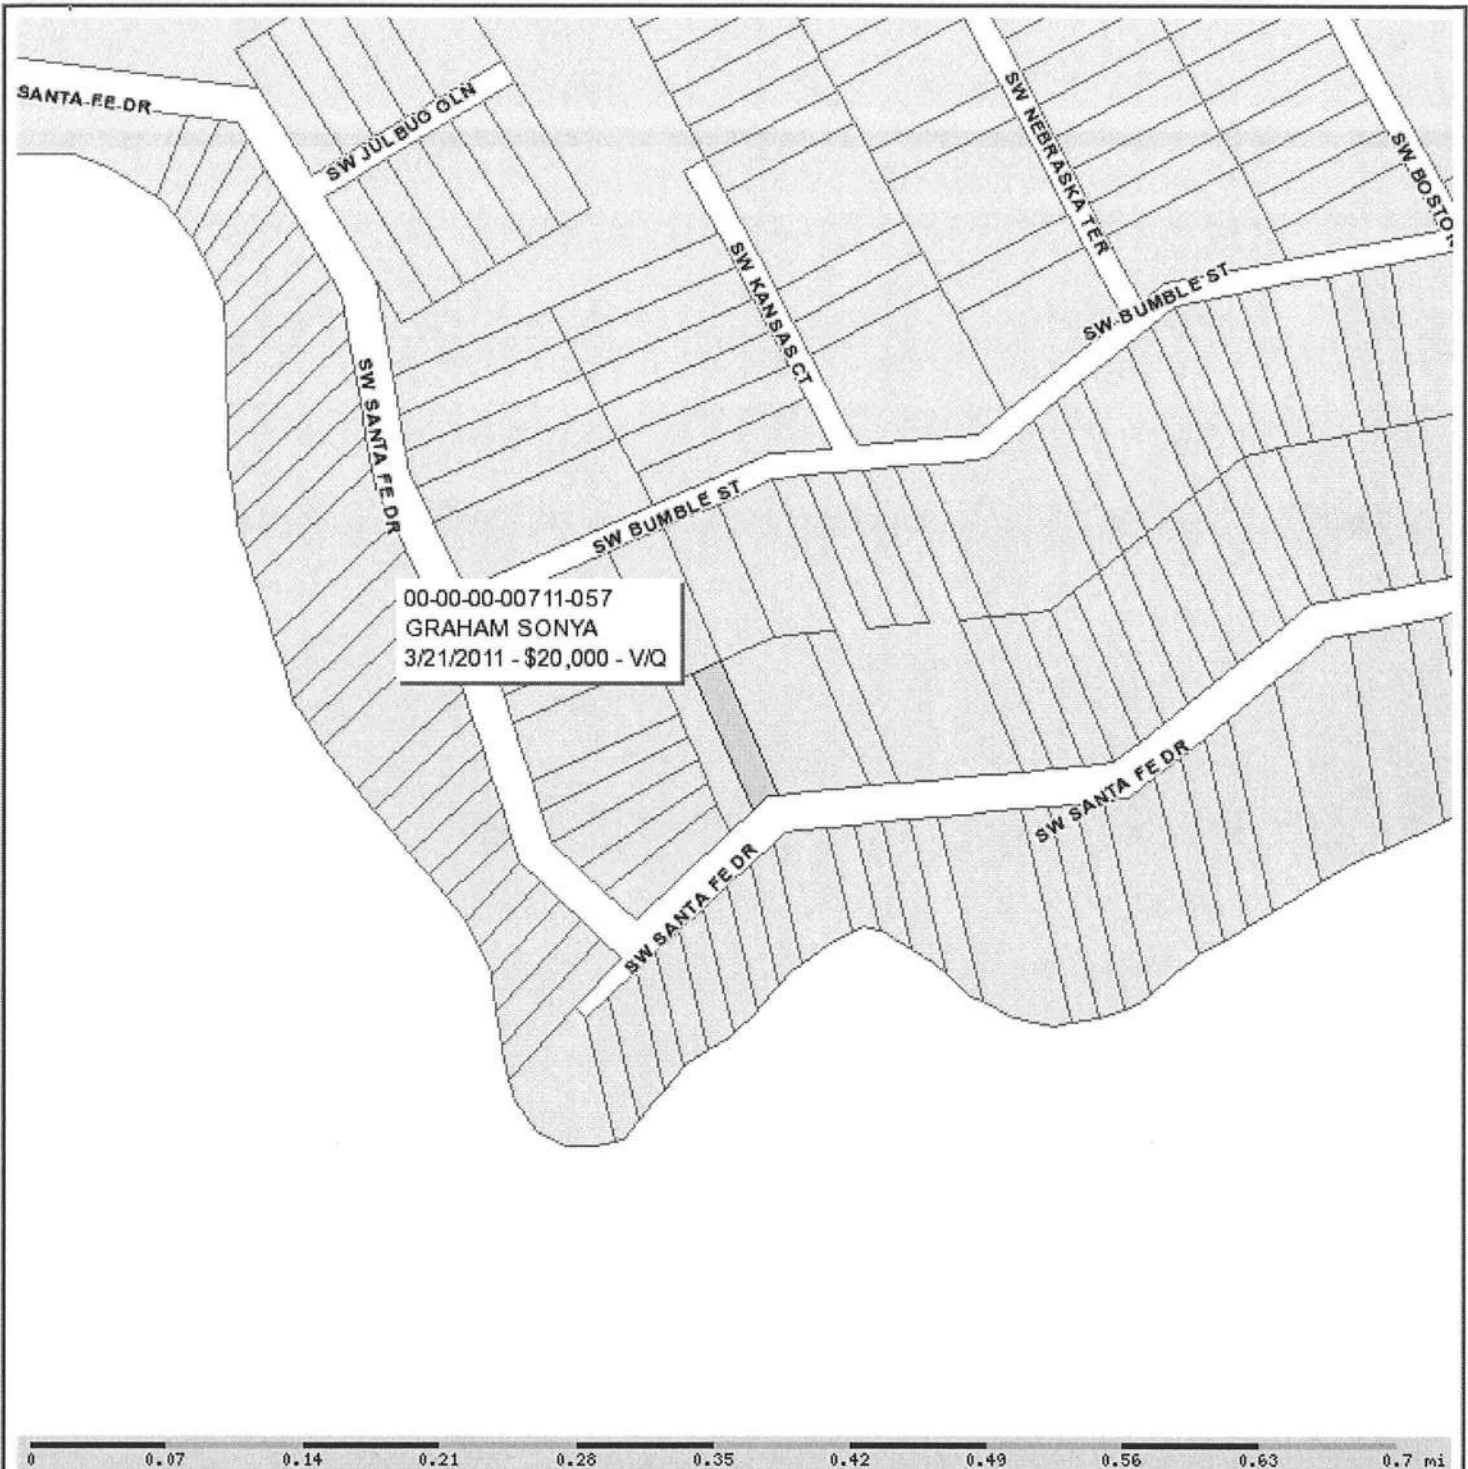 SANTA FE DR
SW JULBUG GLN
SW NEBRASKA TER
SW BOSTON
SW KANSAS CT
SW BUMBLE ST
SW SANTA FE DR
SW BUMBLE ST
00-00-00-00711-057
GRAHAM SONYA
3/21/2011 - $20,000 - V/Q
SW SANTA FE DR
SW SANTA FE DR
0 0.07 0.14 0.21 0.28 0.35 0.42 0.49 0.56 0.63 0.7 mi